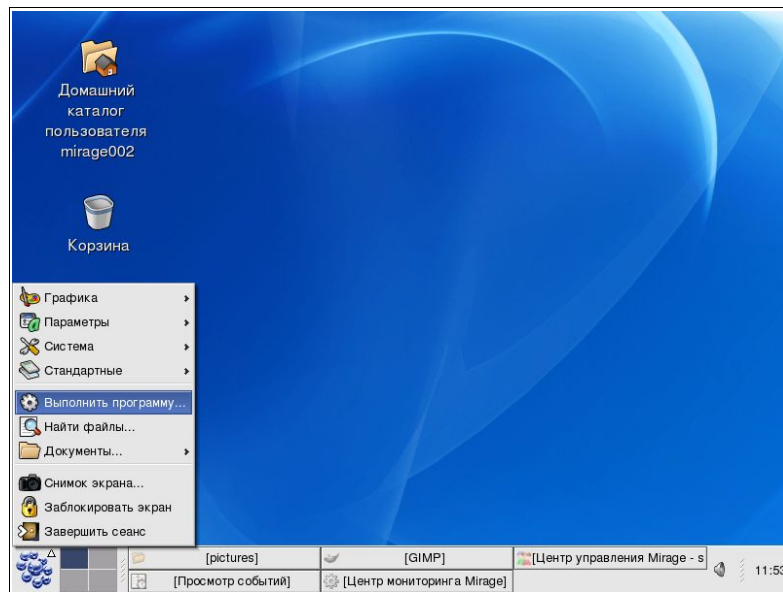 Домашний
каталог
пользователя
mirage002
Корзина
Графика
Параметры
Система
Стандартные
Выполнить программу...
Найти файлы...
Документы...
Снимок экрана...
Заблокировать экран
Завершить сеанс
[pictures]
[GIMP]
[Центр управления Mirage - s
[Просмотр событий]
[Центр мониторинга Mirage]
11:53